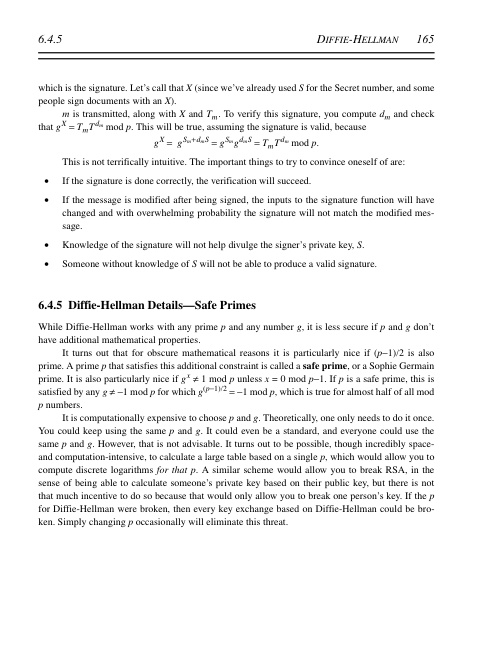 6.4.5 DIFFIE-HELLMAN 165
which is the signature. Let's call that X (since we've already used S for the Secret number, and some
people sign documents with an X).
m is transmitted, along with X and Tₘ. To verify this signature, you compute dₘ and check
that g^X = TₘT^dₘ mod p. This will be true, assuming the signature is valid, because
g^X = g^(Sₘ+dₘS) = g^Sₘ g^dₘS = TₘT^dₘ mod p.
This is not terrifically intuitive. The important things to try to convince oneself of are:
• If the signature is done correctly, the verification will succeed.
• If the message is modified after being signed, the inputs to the signature function will have
changed and with overwhelming probability the signature will not match the modified mes-
sage.
• Knowledge of the signature will not help divulge the signer's private key, S.
• Someone without knowledge of S will not be able to produce a valid signature.
6.4.5 Diffie-Hellman Details—Safe Primes
While Diffie-Hellman works with any prime p and any number g, it is less secure if p and g don't
have additional mathematical properties.
It turns out that for obscure mathematical reasons it is particularly nice if (p−1)/2 is also
prime. A prime p that satisfies this additional constraint is called a safe prime, or a Sophie Germain
prime. It is also particularly nice if g^x ≠ 1 mod p unless x = 0 mod p−1. If p is a safe prime, this is
satisfied by any g ≠ −1 mod p for which g^(p−1)/2 = −1 mod p, which is true for almost half of all mod
p numbers.
It is computationally expensive to choose p and g. Theoretically, one only needs to do it once.
You could keep using the same p and g. It could even be a standard, and everyone could use the
same p and g. However, that is not advisable. It turns out to be possible, though incredibly space-
and computation-intensive, to calculate a large table based on a single p, which would allow you to
compute discrete logarithms for that p. A similar scheme would allow you to break RSA, in the
sense of being able to calculate someone's private key based on their public key, but there is not
that much incentive to do so because that would only allow you to break one person's key. If the p
for Diffie-Hellman were broken, then every key exchange based on Diffie-Hellman could be bro-
ken. Simply changing p occasionally will eliminate this threat.